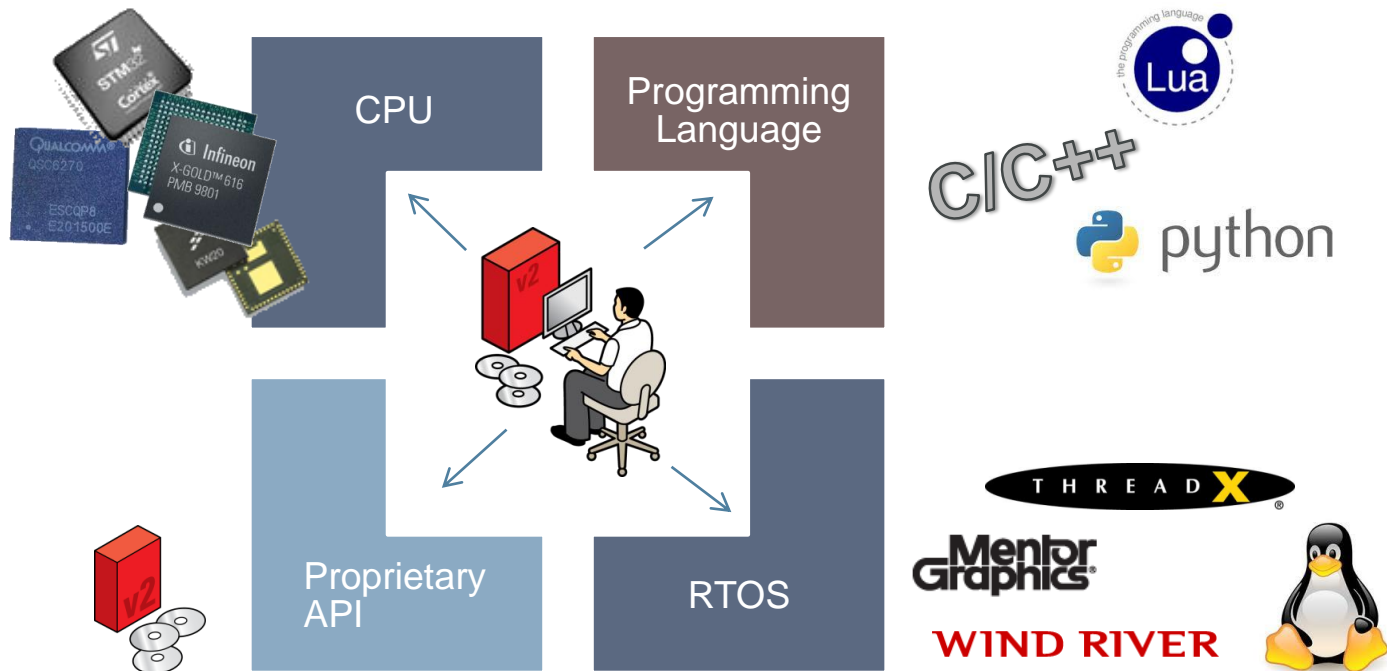 ST
STM32
Cortex
QUALCOMM®
QSC6270
ESCQP8
E201500E
Infineon
X-GOLD™ 616
PMB 9801
KW20
CPU
Programming
Language
the programming language
Lua
C/C++
python
v2
Proprietary
API
v2
RTOS
THREADX®
Mentor
Graphics®
WIND RIVER